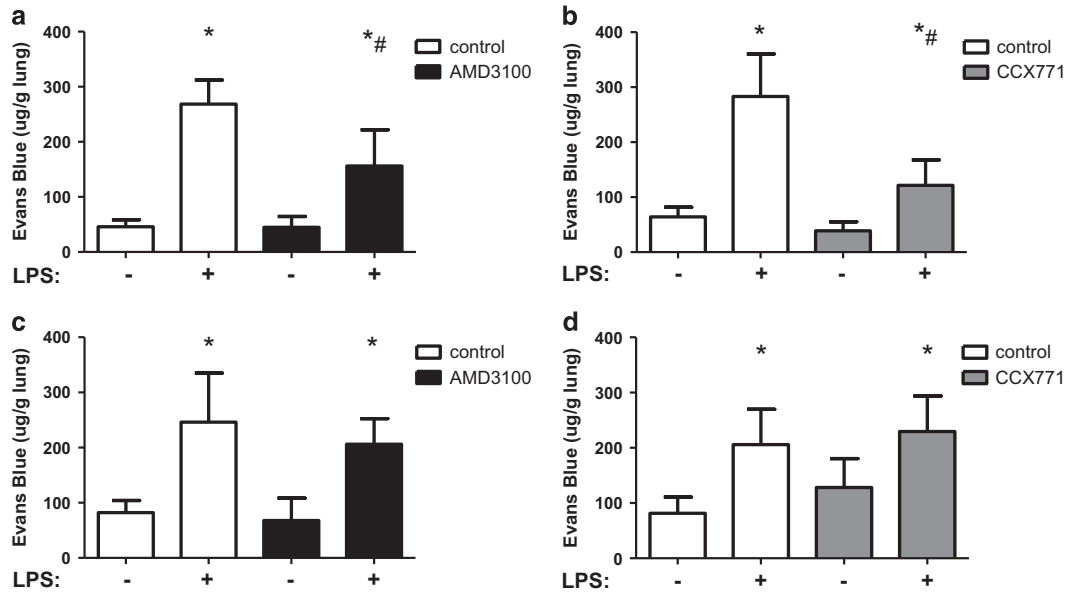 a
Evans Blue (ug/g lung)
400
300
200
100
0
* *#
control
AMD3100
LPS: - + - +
b
Evans Blue (ug/g lung)
400
300
200
100
0
* *#
control
CCX771
LPS: - + - +
c
Evans Blue (ug/g lung)
400
300
200
100
0
* *
control
AMD3100
LPS: - + - +
d
Evans Blue (ug/g lung)
400
300
200
100
0
* *
control
CCX771
LPS: - + - +